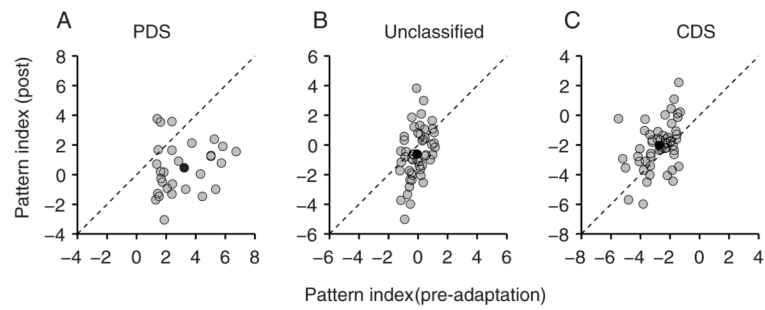 A PDS B Unclassified C CDS
Pattern index (post)
8 6 4 2 0 −2 −4
−4 −2 0 2 4 6 8
6 4 2 0 −2 −4 −6
−6 −4 −2 0 2 4 6
4 2 0 −2 −4 −6 −8
−8 −6 −4 −2 0 2 4
Pattern index(pre-adaptation)